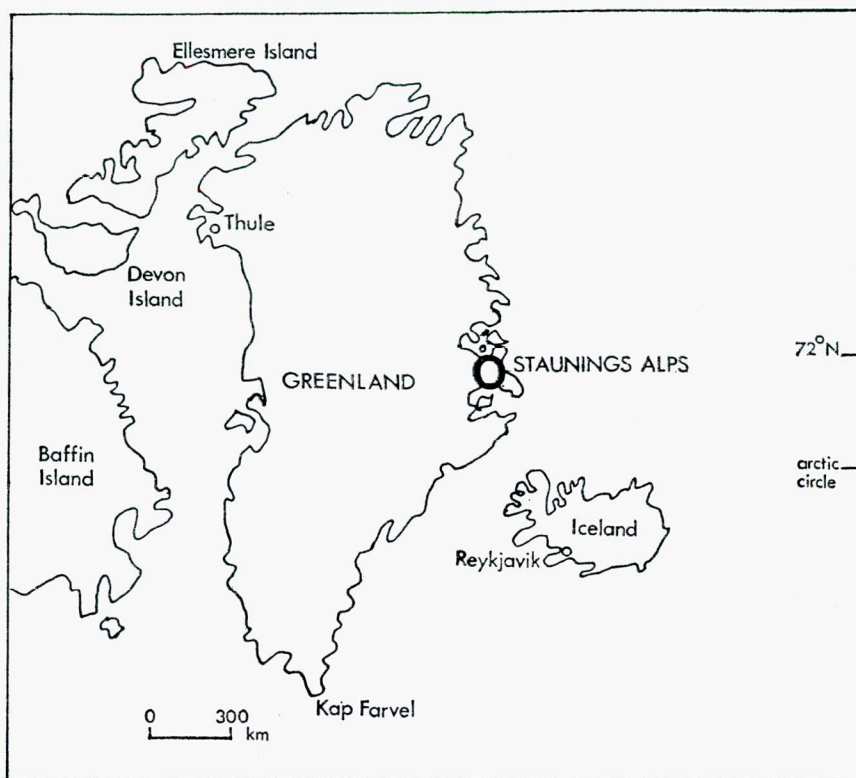 Ellesmere Island
Thule
Devon
Island
72°N
STAUNINGS ALPS
GREENLAND
Baffin
Island
arctic
circle
Iceland
Reykjavik
Kap Farvel
0 300
km